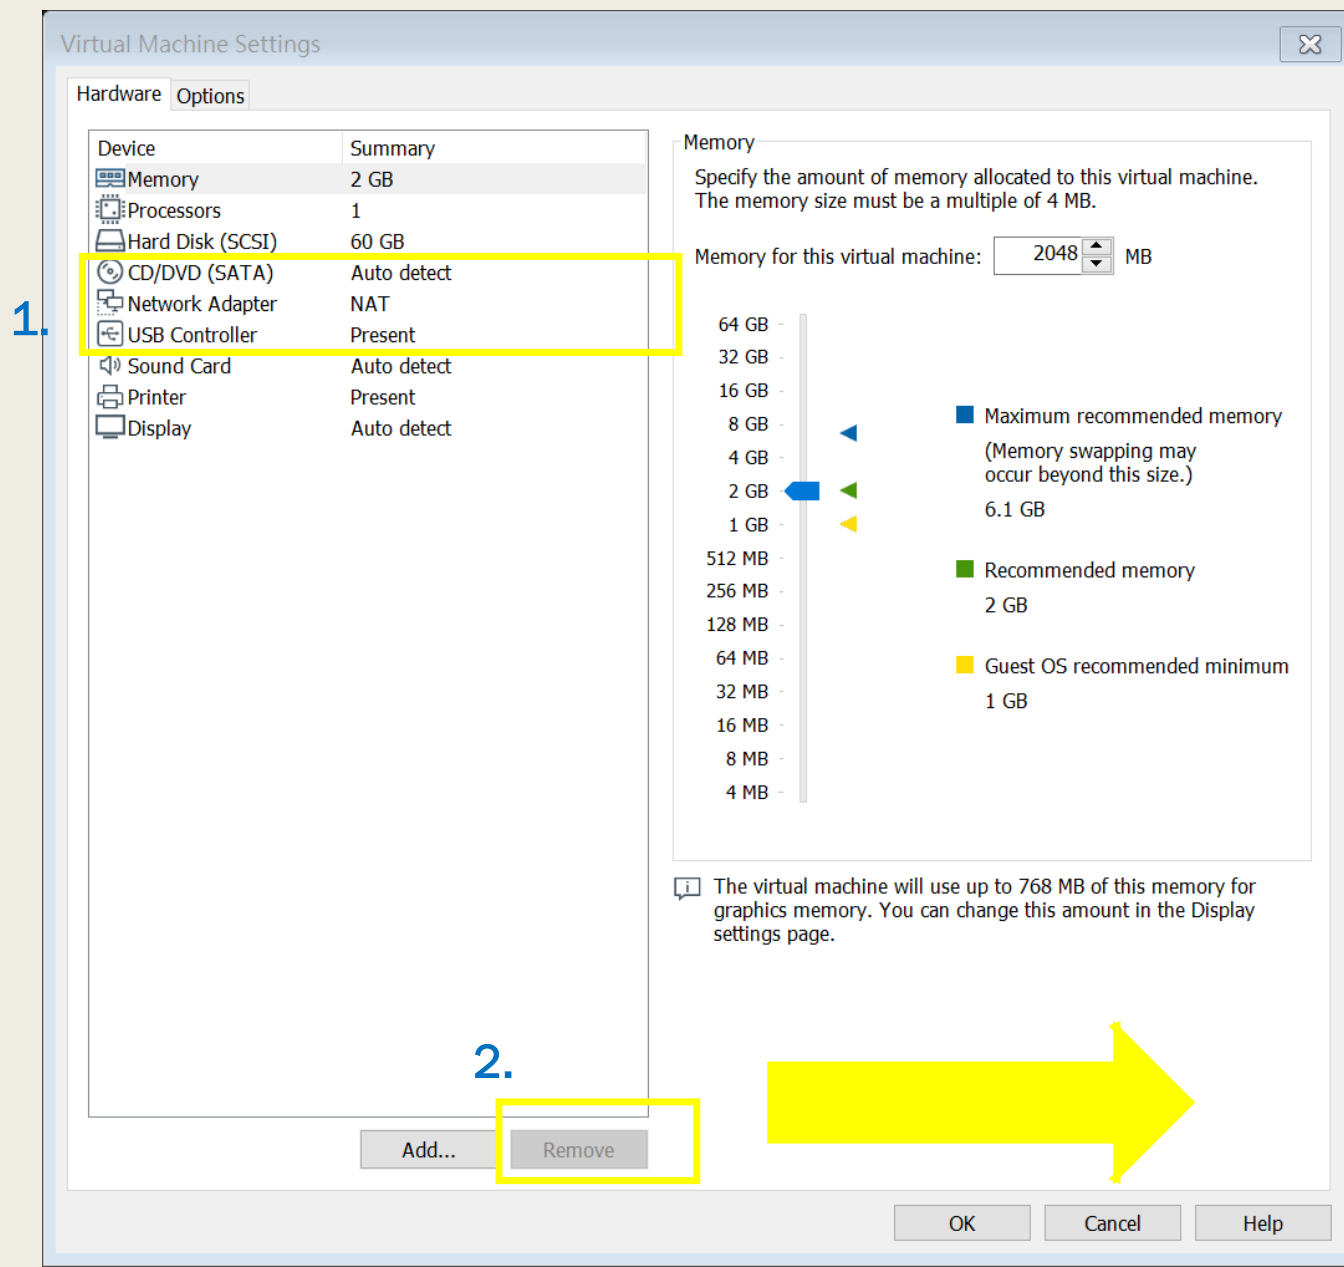 Virtual Machine Settings
Hardware Options
Device Summary
Memory 2 GB
Processors 1
Hard Disk (SCSI) 60 GB
CD/DVD (SATA) Auto detect
Network Adapter NAT
USB Controller Present
Sound Card Auto detect
Printer Present
Display Auto detect
1.
2.
Add... Remove
Memory
Specify the amount of memory allocated to this virtual machine.
The memory size must be a multiple of 4 MB.
Memory for this virtual machine: 2048 MB
64 GB
32 GB
16 GB
8 GB
4 GB
2 GB
1 GB
512 MB
256 MB
128 MB
64 MB
32 MB
16 MB
8 MB
4 MB
Maximum recommended memory
(Memory swapping may
occur beyond this size.)
6.1 GB
Recommended memory
2 GB
Guest OS recommended minimum
1 GB
The virtual machine will use up to 768 MB of this memory for
graphics memory. You can change this amount in the Display
settings page.
OK Cancel Help